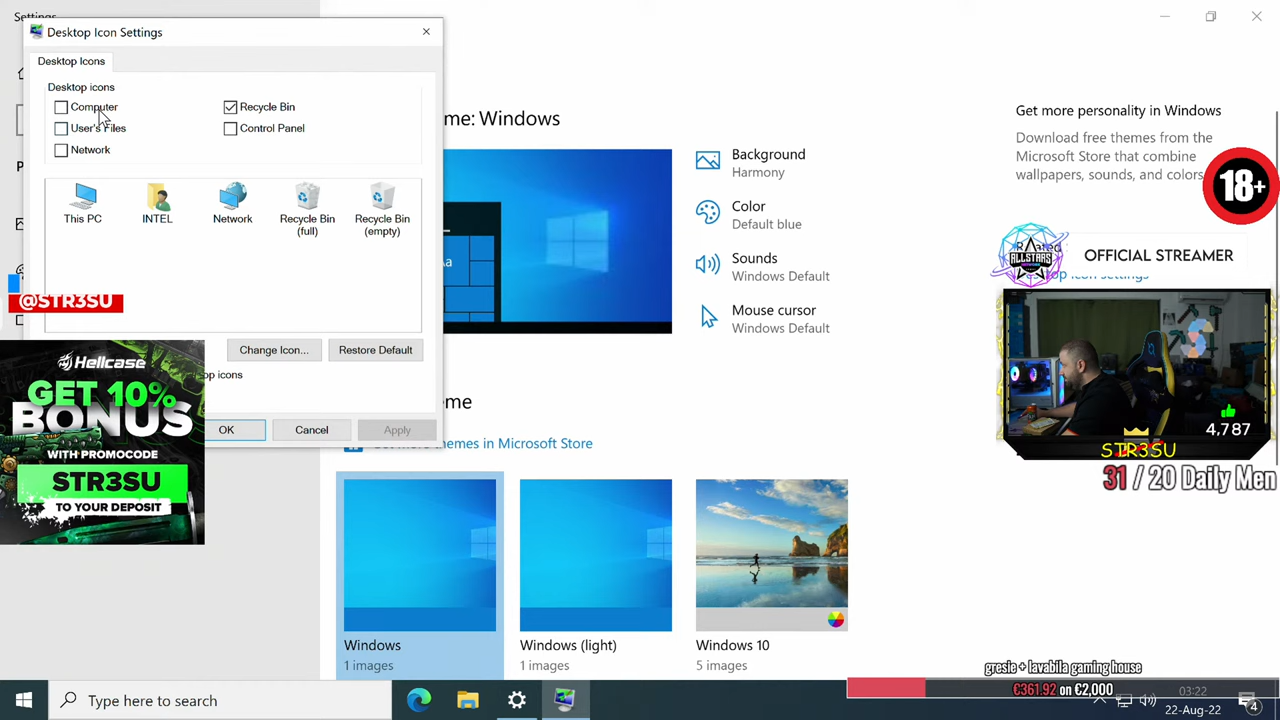 Settings
Desktop Icon Settings
Desktop Icons
Desktop icons
Computer
Recycle Bin
User's Files
Control Panel
Network
This PC
INTEL
Network
Recycle Bin
(full)
Recycle Bin
(empty)
Change Icon...
Restore Default
OK
Cancel
Apply
@STR3SU
Hellcase
GET 10%
BONUS
WITH PROMOCODE
STR3SU
TO YOUR DEPOSIT
me: Windows
Aa
Background
Harmony
Color
Default blue
Sounds
Windows Default
Mouse cursor
Windows Default
themes in Microsoft Store
Windows
1 images
Windows (light)
1 images
Windows 10
5 images
Get more personality in Windows
Download free themes from the
Microsoft Store that combine
wallpapers, sounds, and colors
18+
ALLSTARS
OFFICIAL STREAMER
4,787
STR3SU
31 / 20 Daily Men
gresie + lavabila gaming house
€361.92 on €2,000
Type here to search
03:22
22-Aug-22
4